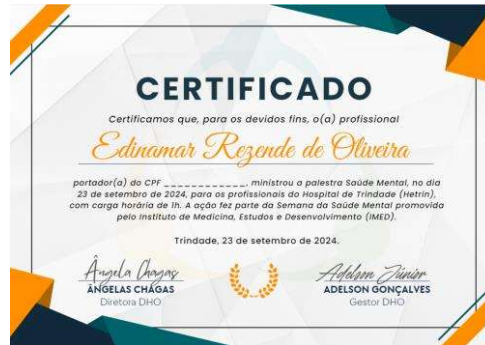 CERTIFICADO
Certificamos que, para os devidos fins, o(a) profissional
Edinamar Rezende de Oliveira
portador(a) do CPF _____________, ministrou a palestra Saúde Mental, no dia
23 de setembro de 2024, para os profissionais do Hospital de Trindade (Hetrin),
com carga horária de 1h. A ação fez parte da Semana da Saúde Mental promovida
pelo Instituto de Medicina, Estudos e Desenvolvimento (IMED).
Trindade, 23 de setembro de 2024.
Ângela Chagas
ÂNGELAS CHAGAS
Diretora DHO
Adelson Júnior
ADELSON GONÇALVES
Gestor DHO